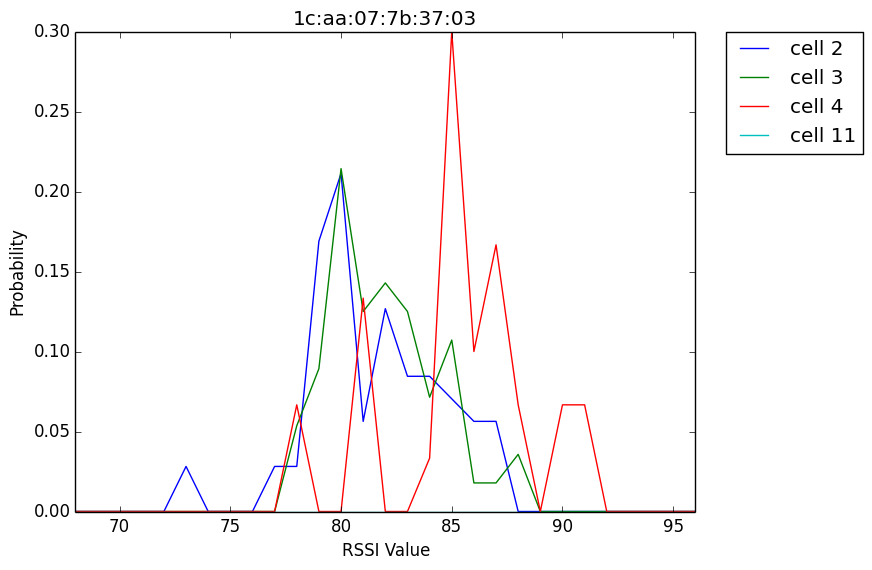 1c:aa:07:7b:37:03
0.30
0.25
0.20
0.15
0.10
0.05
0.00
Probability
70 75 80 85 90 95
RSSI Value
cell 2
cell 3
cell 4
cell 11